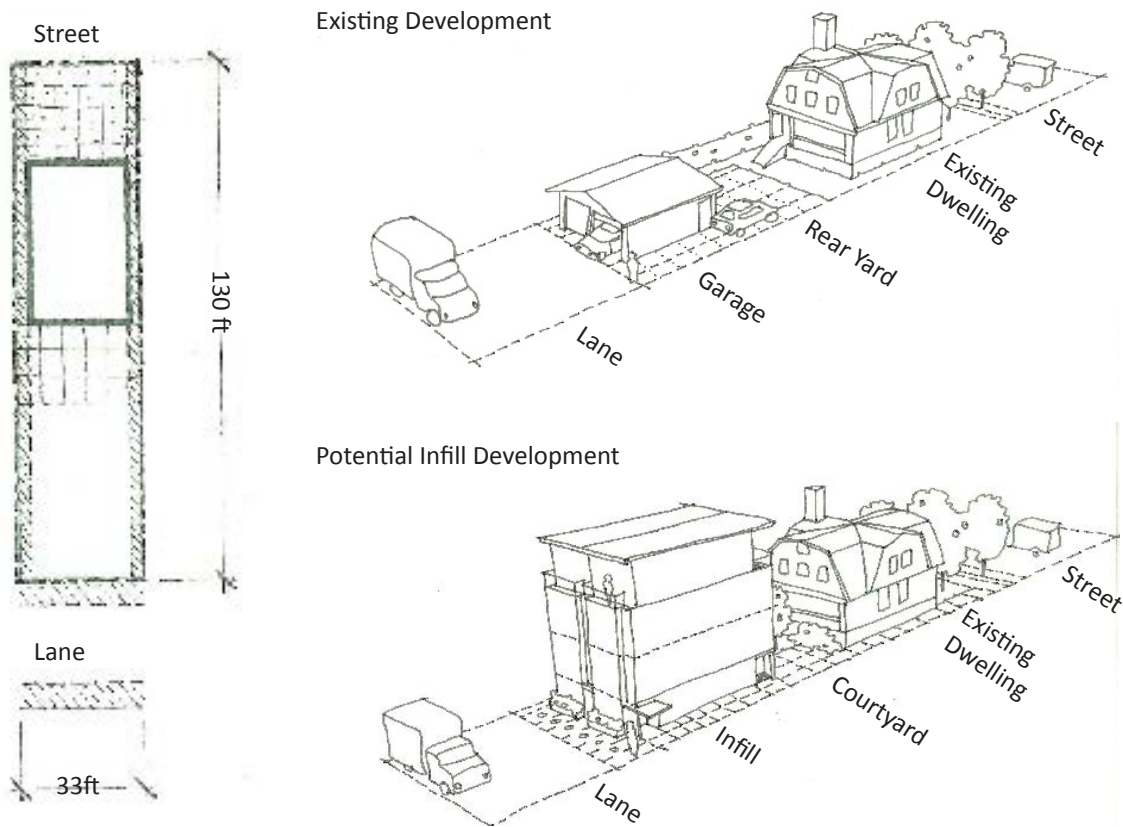 Street
130 ft
Lane
33ft
Existing Development
Street
Existing
Dwelling
Rear Yard
Garage
Lane
Potential Infill Development
Street
Existing
Dwelling
Courtyard
Infill
Lane